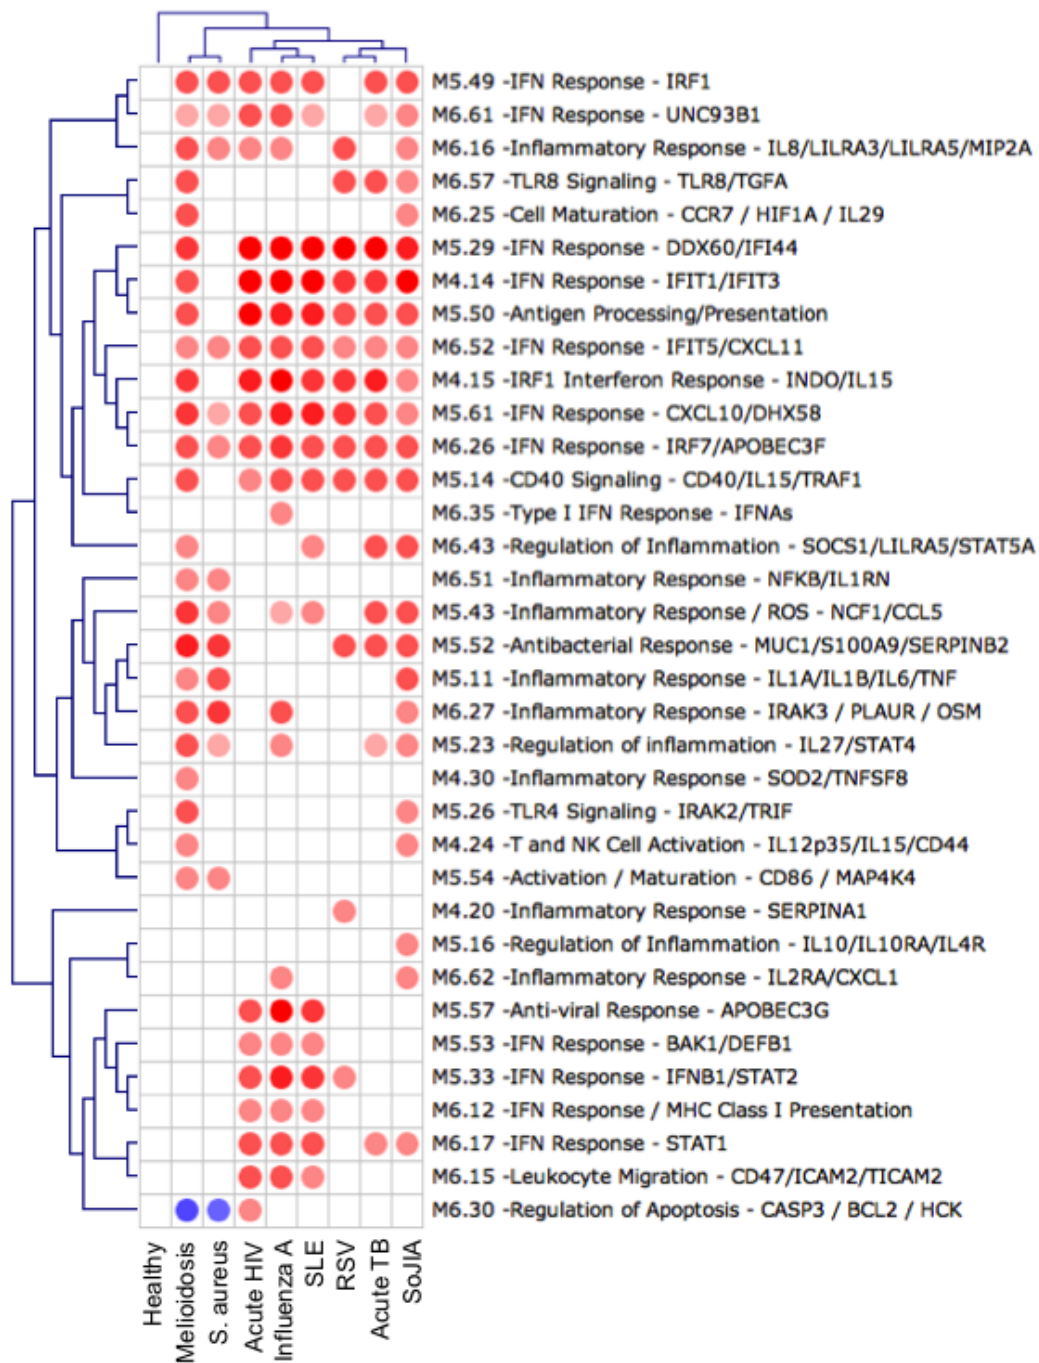 M5.49 -IFN Response - IRF1
M6.61 -IFN Response - UNC93B1
M6.16 -Inflammatory Response - IL8/LILRA3/LILRA5/MIP2A
M6.57 -TLR8 Signaling - TLR8/TGFA
M6.25 -Cell Maturation - CCR7 / HIF1A / IL29
M5.29 -IFN Response - DDX60/IFI44
M4.14 -IFN Response - IFIT1/IFIT3
M5.50 -Antigen Processing/Presentation
M6.52 -IFN Response - IFIT5/CXCL11
M4.15 -IRF1 Interferon Response - INDO/IL15
M5.61 -IFN Response - CXCL10/DHX58
M6.26 -IFN Response - IRF7/APOBEC3F
M5.14 -CD40 Signaling - CD40/IL15/TRAF1
M6.35 -Type I IFN Response - IFNAs
M6.43 -Regulation of Inflammation - SOCS1/LILRA5/STAT5A
M6.51 -Inflammatory Response - NFKB/IL1RN
M5.43 -Inflammatory Response / ROS - NCF1/CCL5
M5.52 -Antibacterial Response - MUC1/S100A9/SERPINB2
M5.11 -Inflammatory Response - IL1A/IL1B/IL6/TNF
M6.27 -Inflammatory Response - IRAK3 / PLAUR / OSM
M5.23 -Regulation of inflammation - IL27/STAT4
M4.30 -Inflammatory Response - SOD2/TNFSF8
M5.26 -TLR4 Signaling - IRAK2/TRIF
M4.24 -T and NK Cell Activation - IL12p35/IL15/CD44
M5.54 -Activation / Maturation - CD86 / MAP4K4
M4.20 -Inflammatory Response - SERPINA1
M5.16 -Regulation of Inflammation - IL10/IL10RA/IL4R
M6.62 -Inflammatory Response - IL2RA/CXCL1
M5.57 -Anti-viral Response - APOBEC3G
M5.53 -IFN Response - BAK1/DEFB1
M5.33 -IFN Response - IFNB1/STAT2
M6.12 -IFN Response / MHC Class I Presentation
M6.17 -IFN Response - STAT1
M6.15 -Leukocyte Migration - CD47/ICAM2/TICAM2
M6.30 -Regulation of Apoptosis - CASP3 / BCL2 / HCK
Healthy
Melioidosis
S. aureus
Acute HIV
Influenza A
SLE
RSV
Acute TB
SoJIA